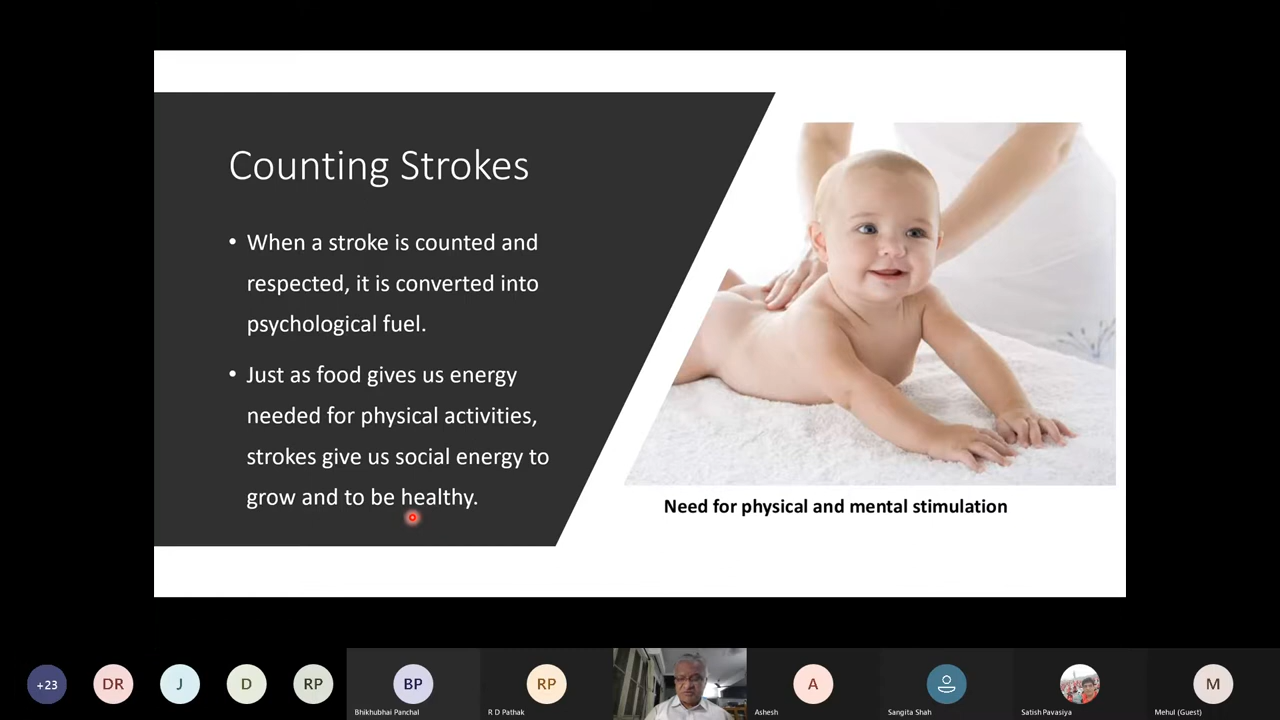 Counting Strokes
• When a stroke is counted and
respected, it is converted into
psychological fuel.
• Just as food gives us energy
needed for physical activities,
strokes give us social energy to
grow and to be healthy.
Need for physical and mental stimulation
+23 DR J D RP BP RP A M
Bhikhubhai Panchal R D Pathak Ashesh Sangita Shah Satish Pavasiya Mehul (Guest)